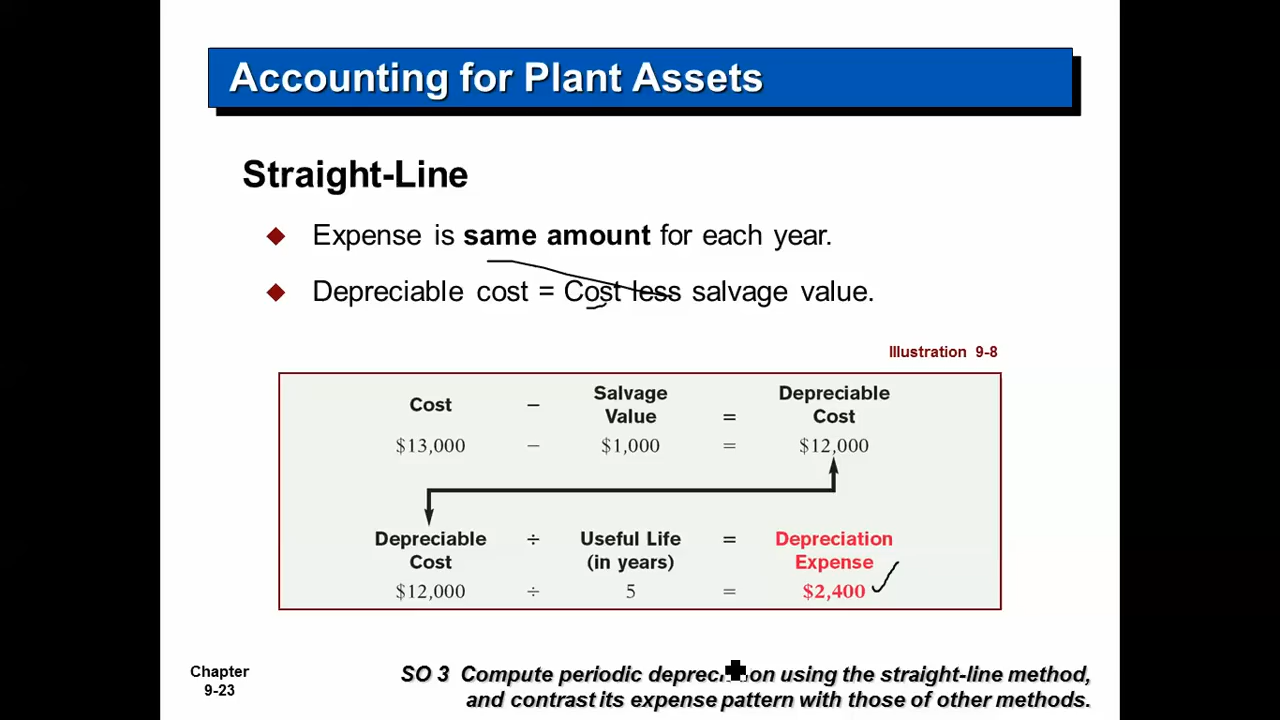 Accounting for Plant Assets
Straight-Line
Expense is same amount for each year.
Depreciable cost = Cost less salvage value.
Illustration 9-8
Cost − Salvage Value = Depreciable Cost
$13,000 − $1,000 = $12,000
Depreciable Cost ÷ Useful Life (in years) = Depreciation Expense
$12,000 ÷ 5 = $2,400
Chapter
9-23
SO 3 Compute periodic depreciation using the straight-line method,
and contrast its expense pattern with those of other methods.